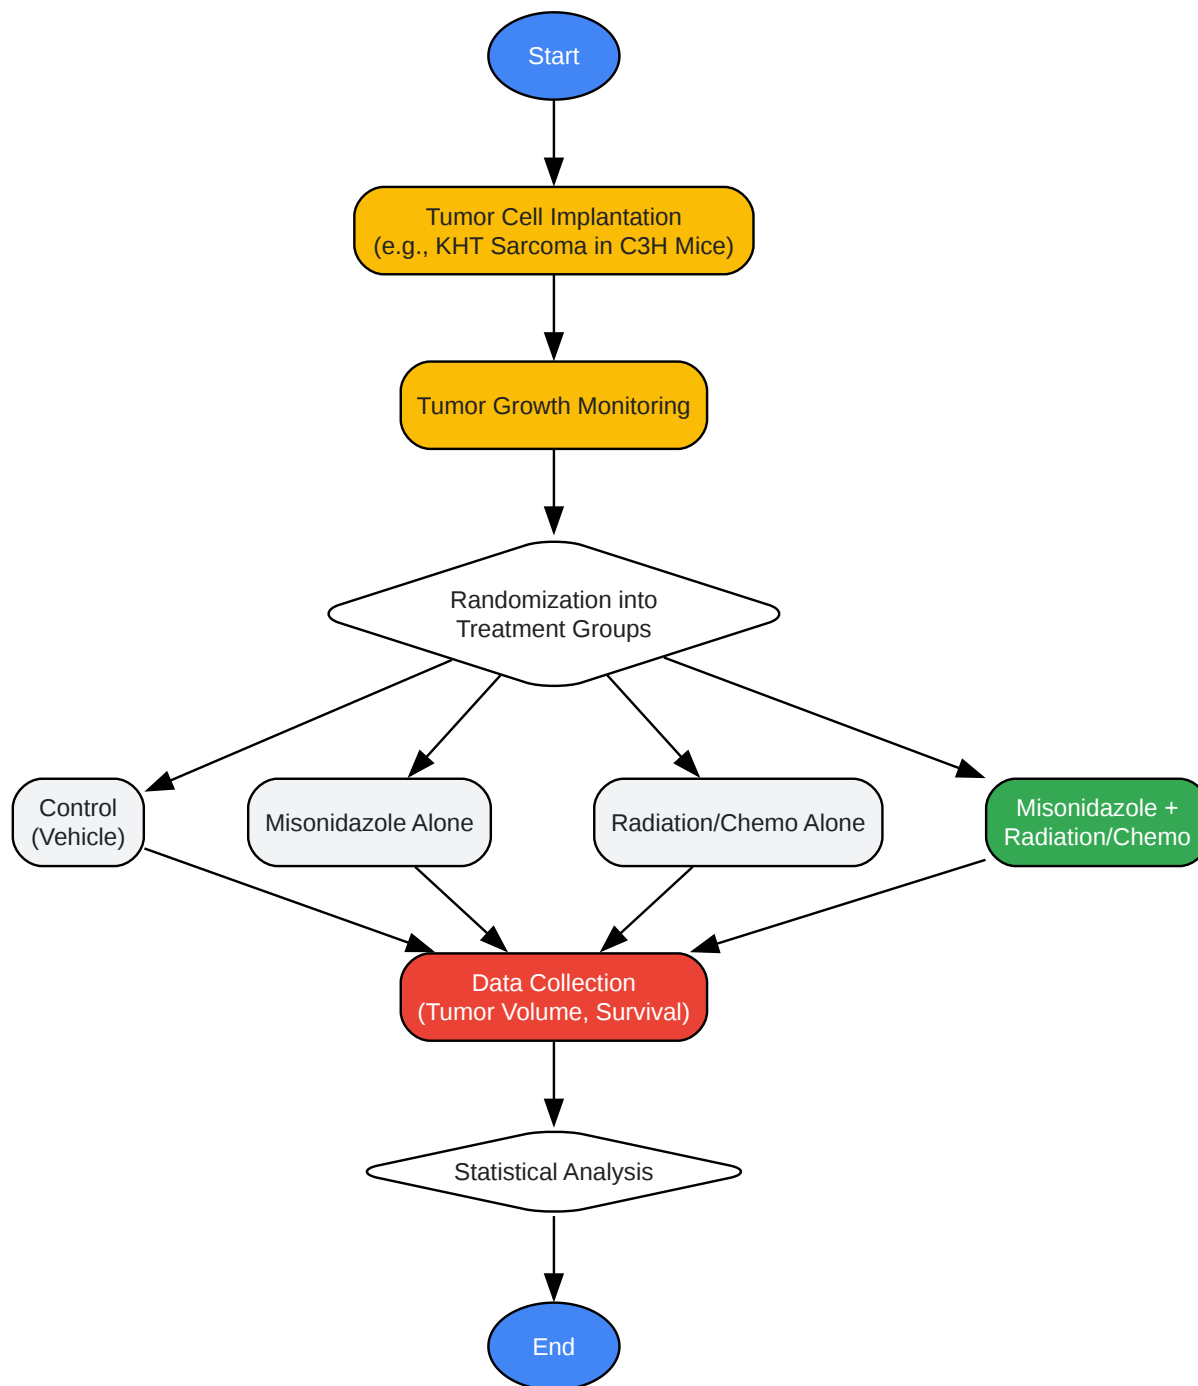 Start
Tumor Cell Implantation
(e.g., KHT Sarcoma in C3H Mice)
Tumor Growth Monitoring
Randomization into
Treatment Groups
Control
(Vehicle)
Misonidazole Alone
Radiation/Chemo Alone
Misonidazole +
Radiation/Chemo
Data Collection
(Tumor Volume, Survival)
Statistical Analysis
End